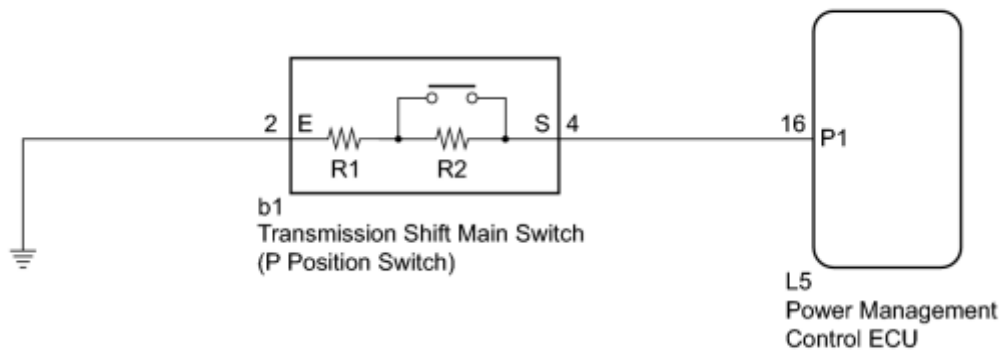 2 E
R1
R2
S 4
16 P1
b1
Transmission Shift Main Switch
(P Position Switch)
L5
Power Management
Control ECU